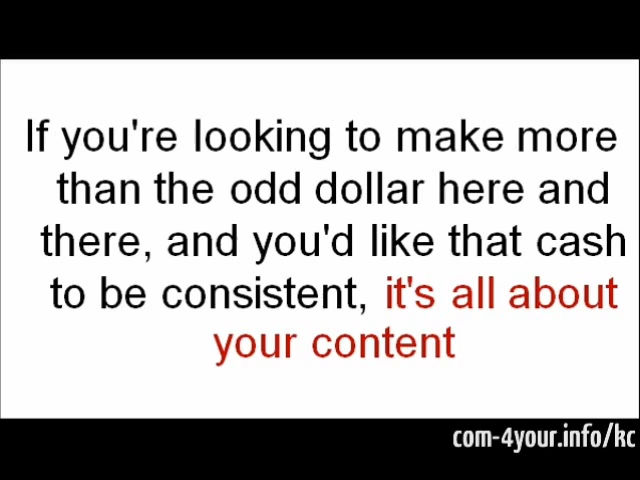 If you're looking to make more
than the odd dollar here and
there, and you'd like that cash
to be consistent, it's all about
your content
com-4your.info/kc